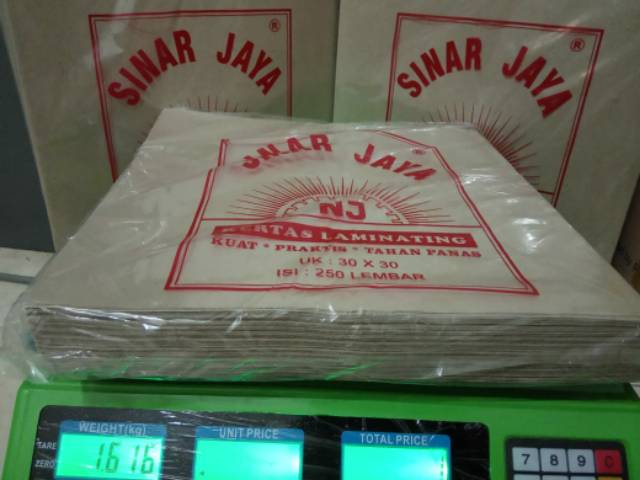 SINAR JAYA ®
SINAR JAYA ®
SINAR JAYA ®
NJ
KERTAS LAMINATING
KUAT * PRAKTIS * TAHAN PANAS
UK : 30 X 30
ISI : 250 LEMBAR
WEIGHT(kg) UNIT PRICE TOTAL PRICE
TARE
ZERO
1.616
7 8 9 C